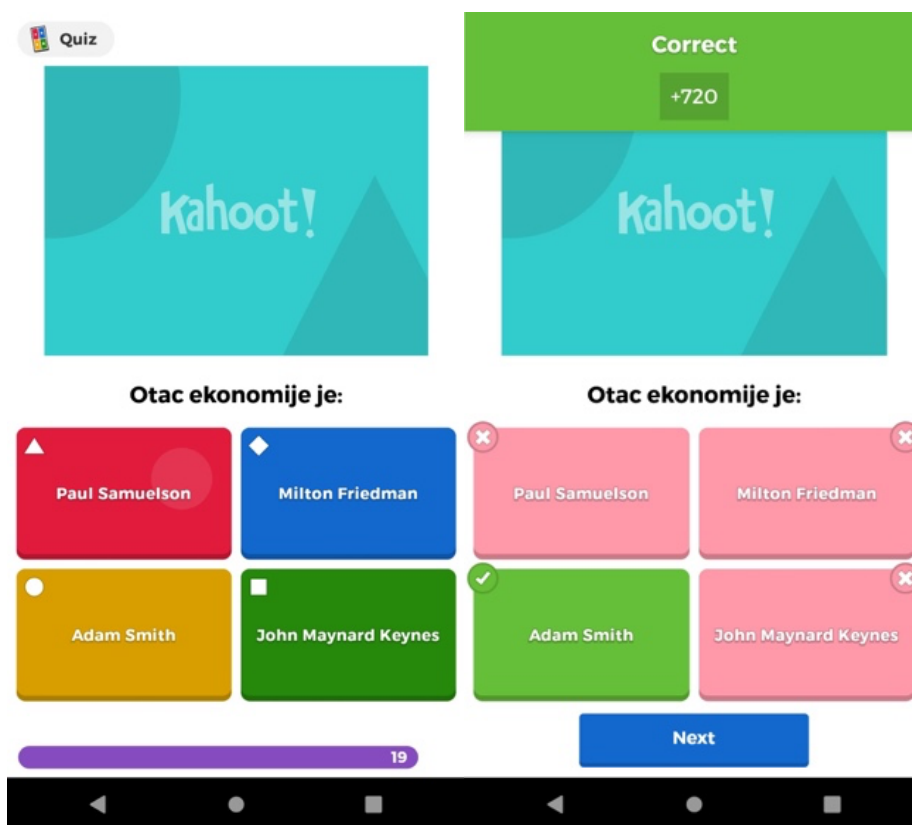 Quiz
Kahoot!
Otac ekonomije je:
Paul Samuelson
Milton Friedman
Adam Smith
John Maynard Keynes
19
Correct
+720
Kahoot!
Otac ekonomije je:
Paul Samuelson
Milton Friedman
Adam Smith
John Maynard Keynes
Next